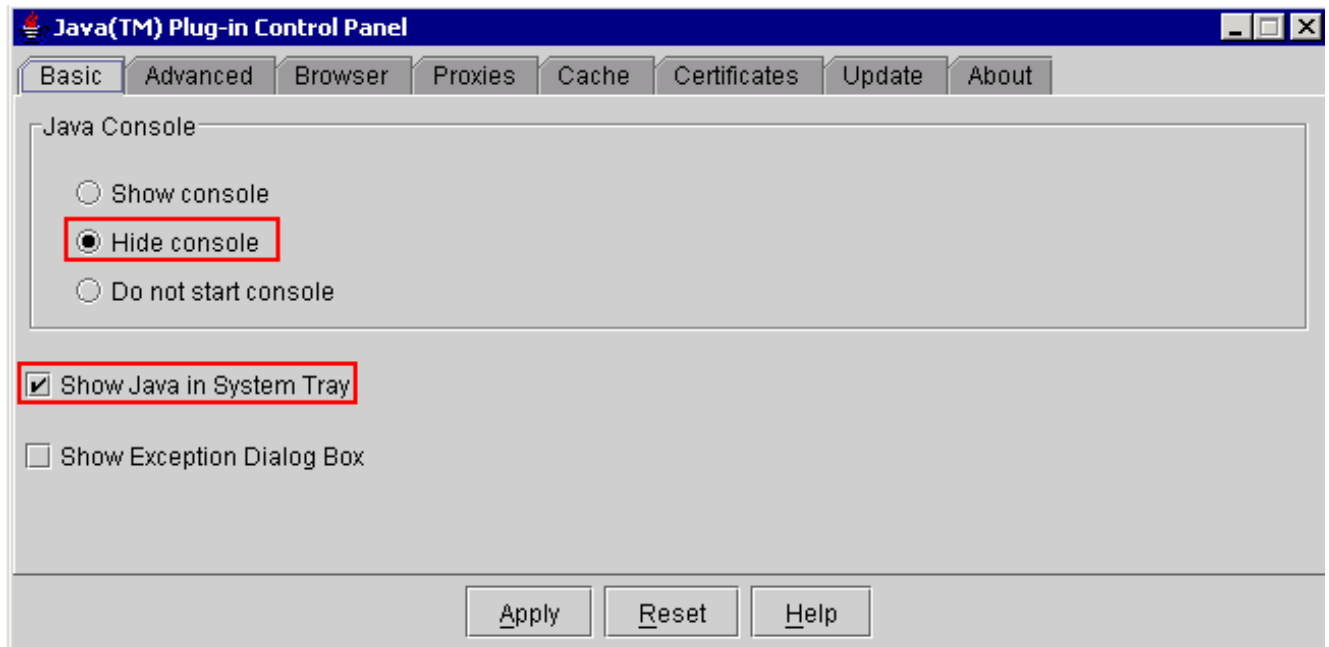 Java(TM) Plug-in Control Panel
Basic Advanced Browser Proxies Cache Certificates Update About
Java Console
Show console
Hide console
Do not start console
Show Java in System Tray
Show Exception Dialog Box
Apply Reset Help